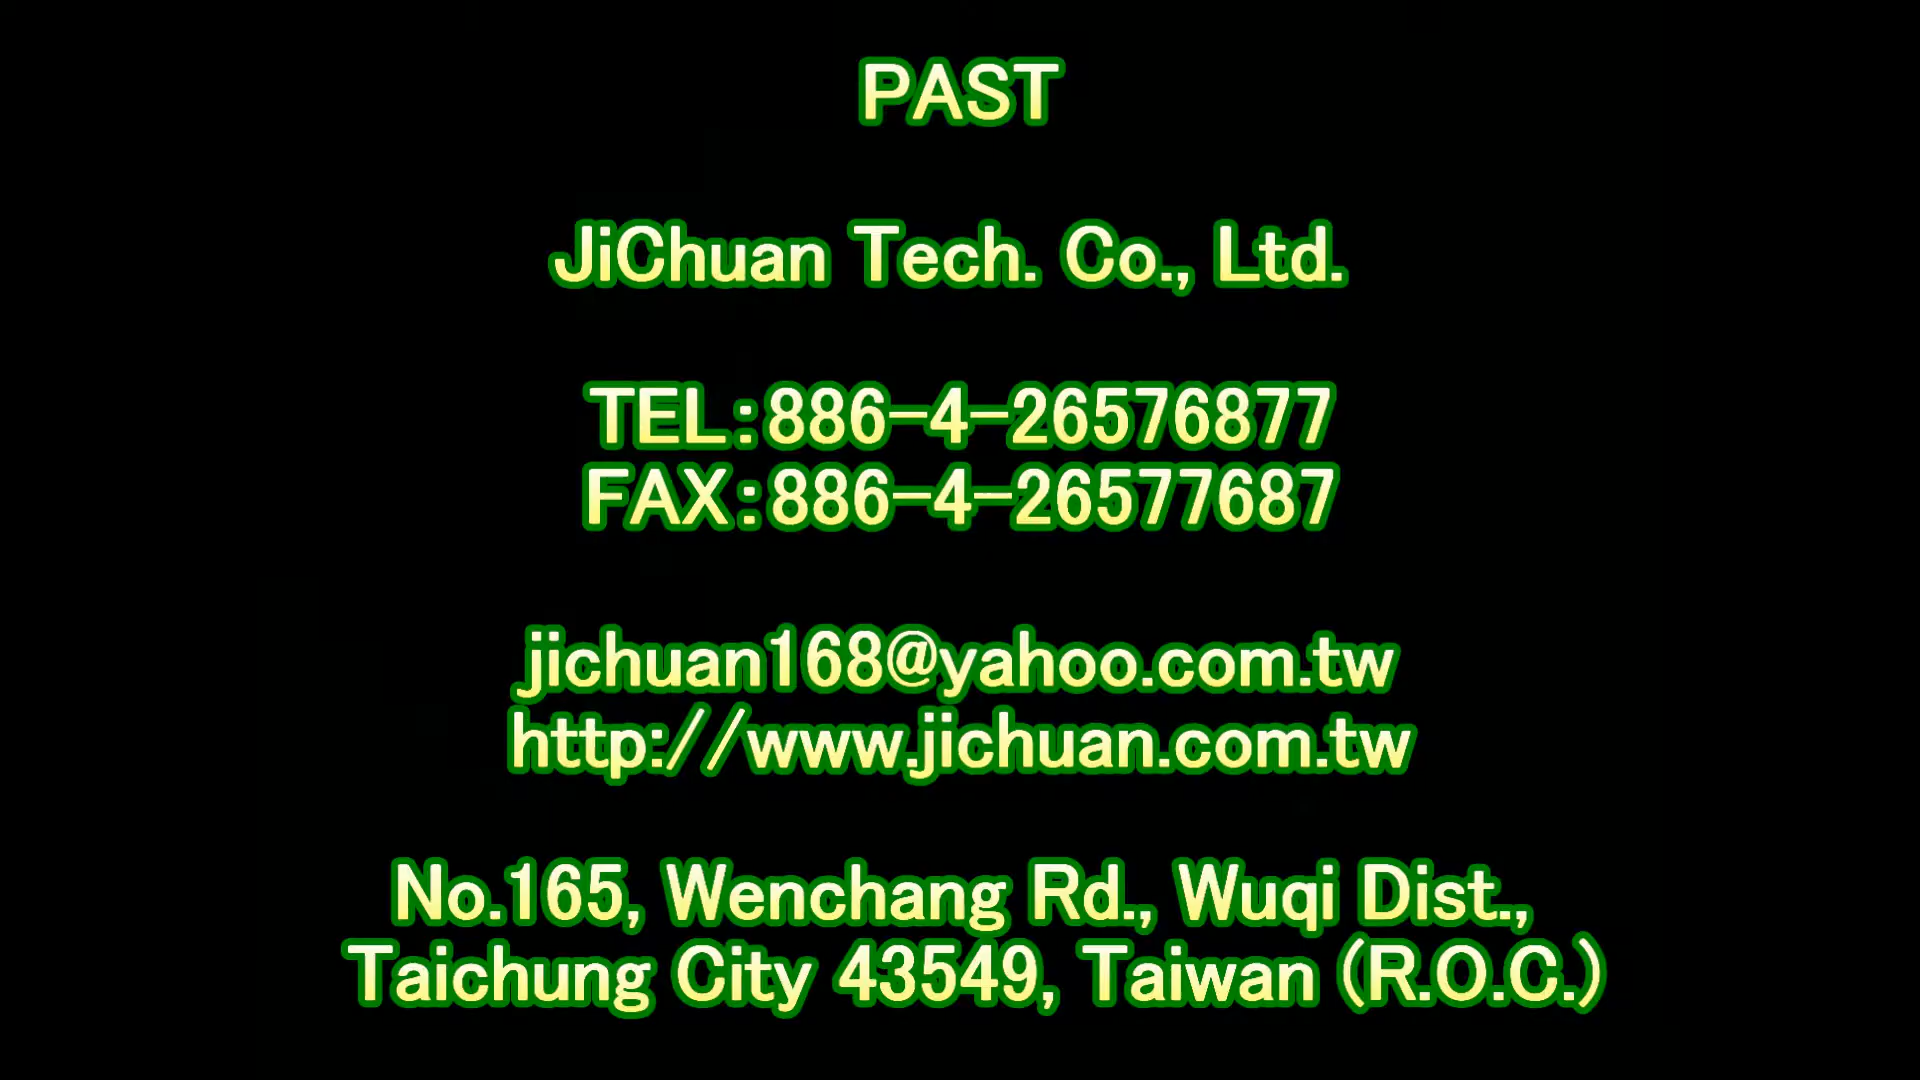 PAST
JiChuan Tech. Co., Ltd.
TEL:886-4-26576877
FAX:886-4-26577687
jichuan168@yahoo.com.tw
http://www.jichuan.com.tw
No.165, Wenchang Rd., Wuqi Dist.,
Taichung City 43549, Taiwan (R.O.C.)